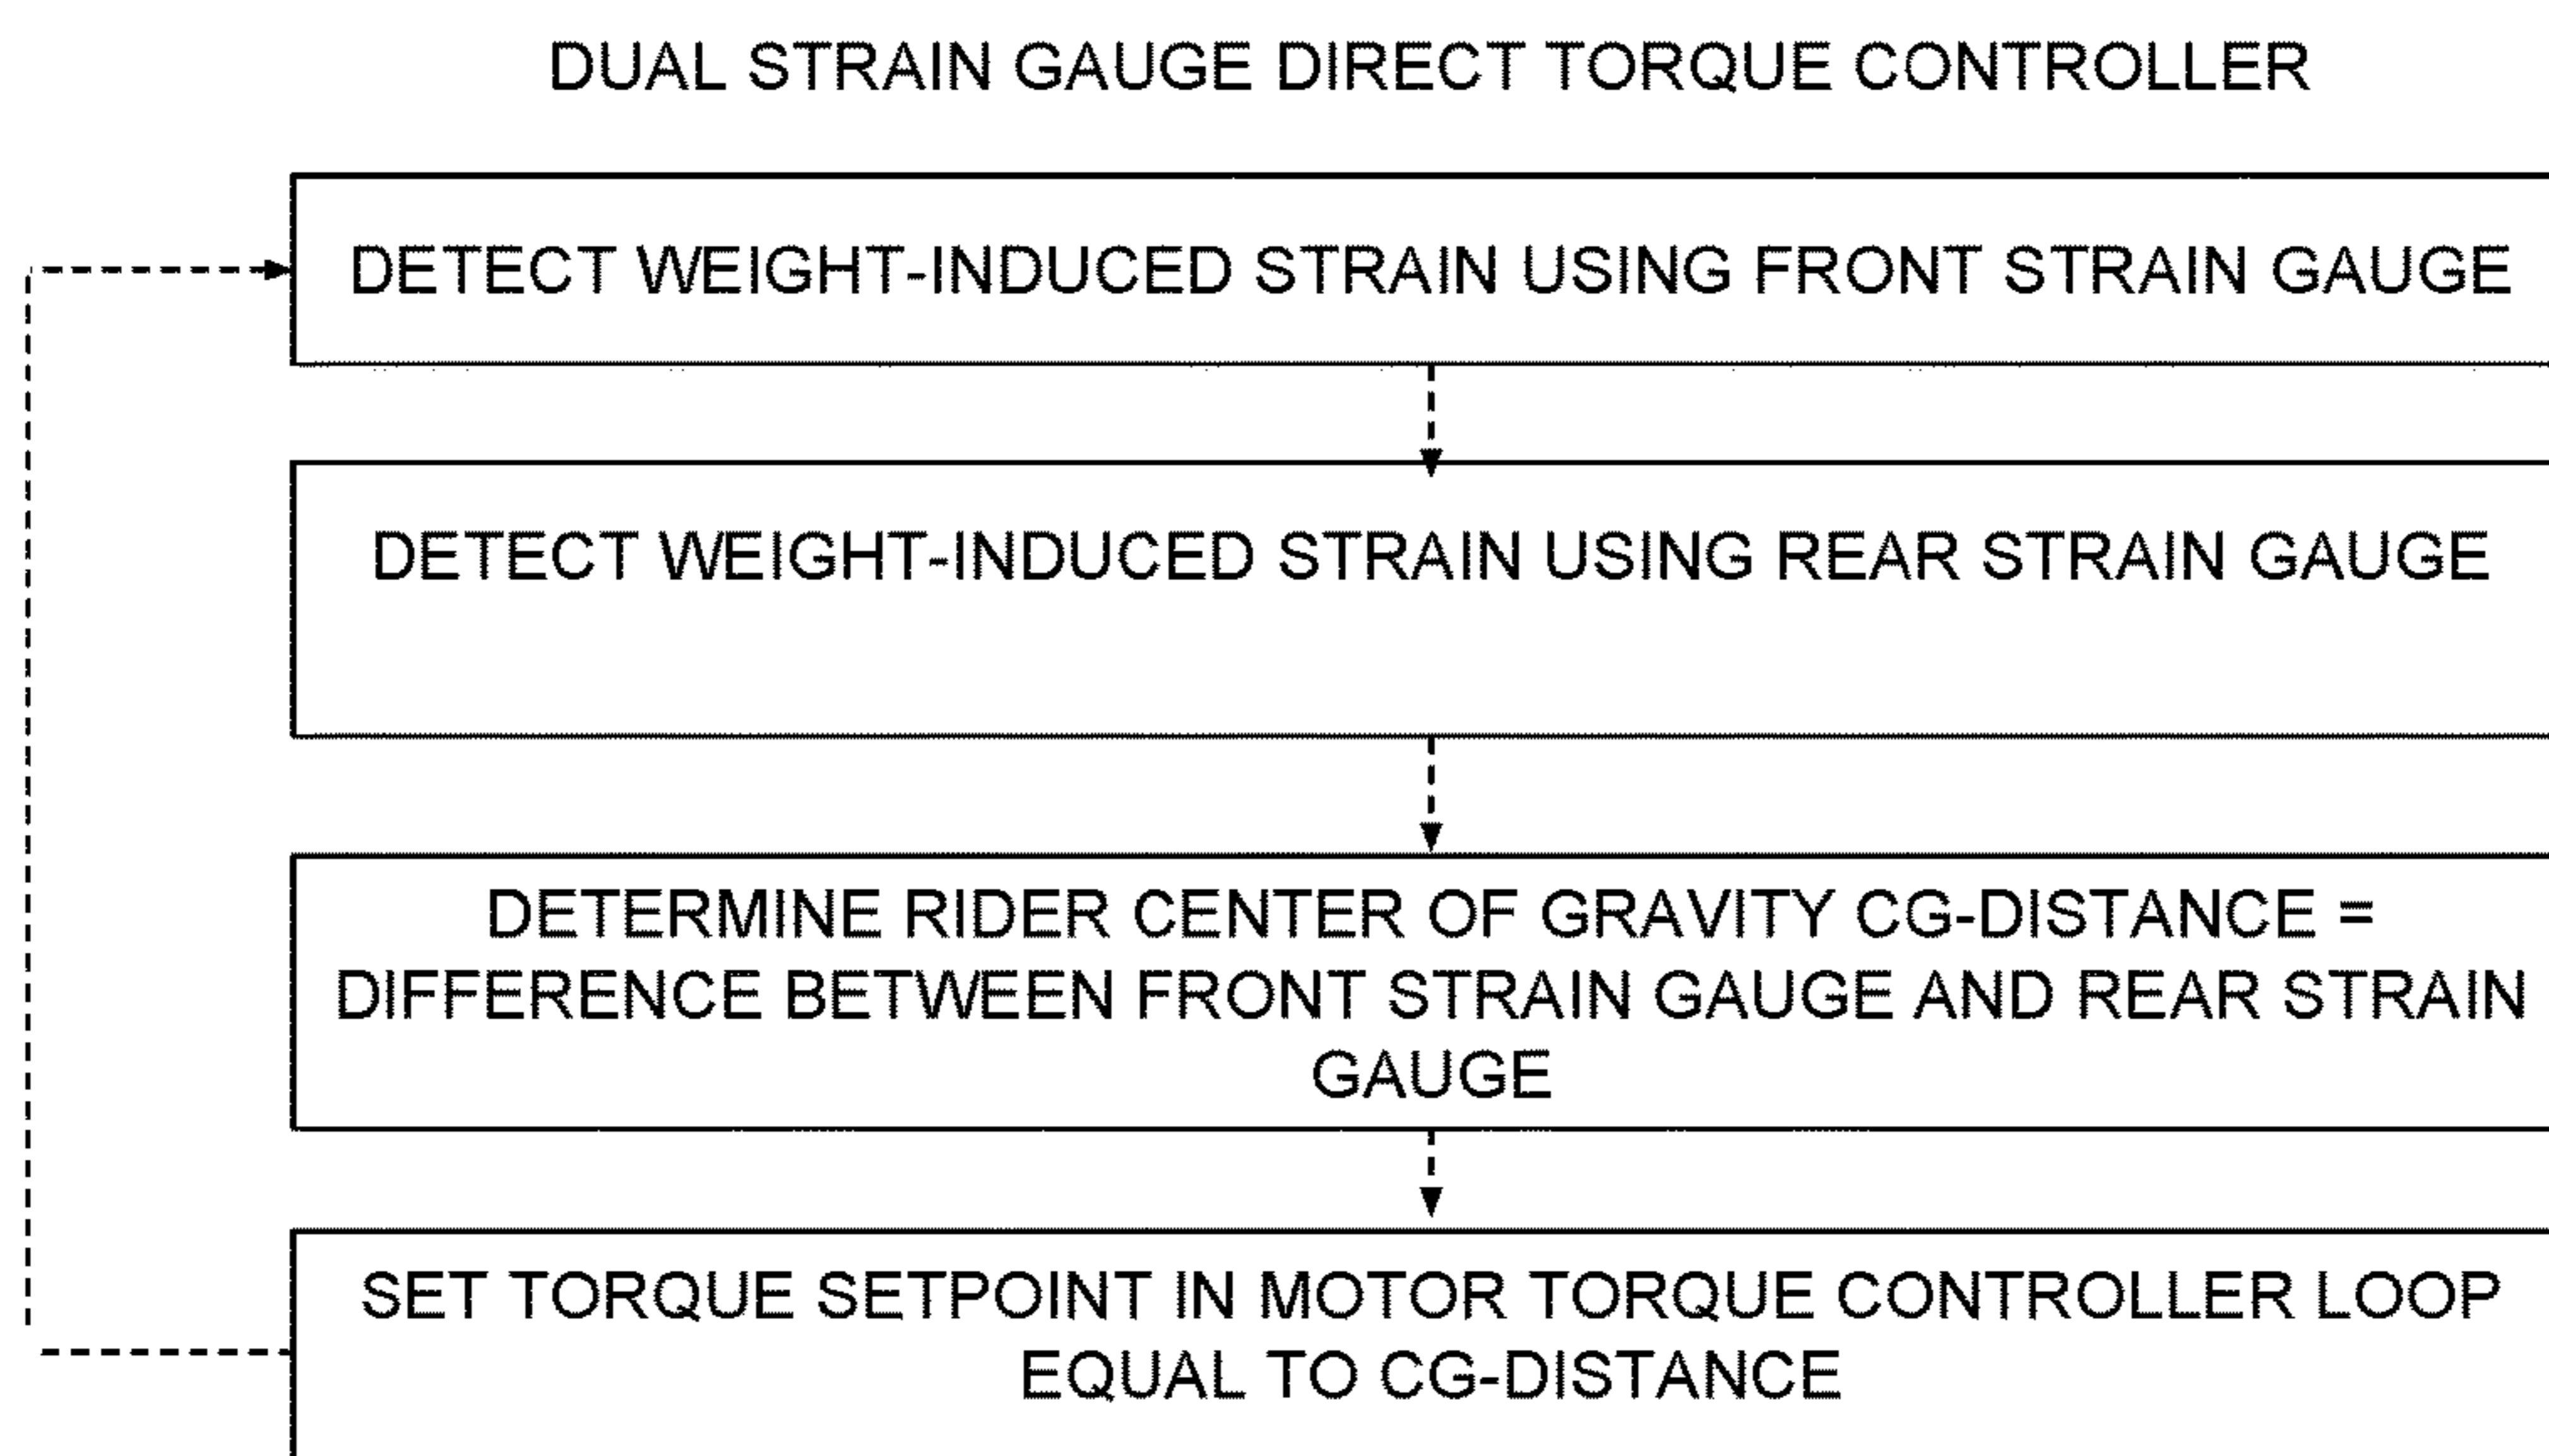 DUAL STRAIN GAUGE DIRECT TORQUE CONTROLLER
DETECT WEIGHT-INDUCED STRAIN USING FRONT STRAIN GAUGE
DETECT WEIGHT-INDUCED STRAIN USING REAR STRAIN GAUGE
DETERMINE RIDER CENTER OF GRAVITY CG-DISTANCE =
DIFFERENCE BETWEEN FRONT STRAIN GAUGE AND REAR STRAIN
GAUGE
SET TORQUE SETPOINT IN MOTOR TORQUE CONTROLLER LOOP
EQUAL TO CG-DISTANCE